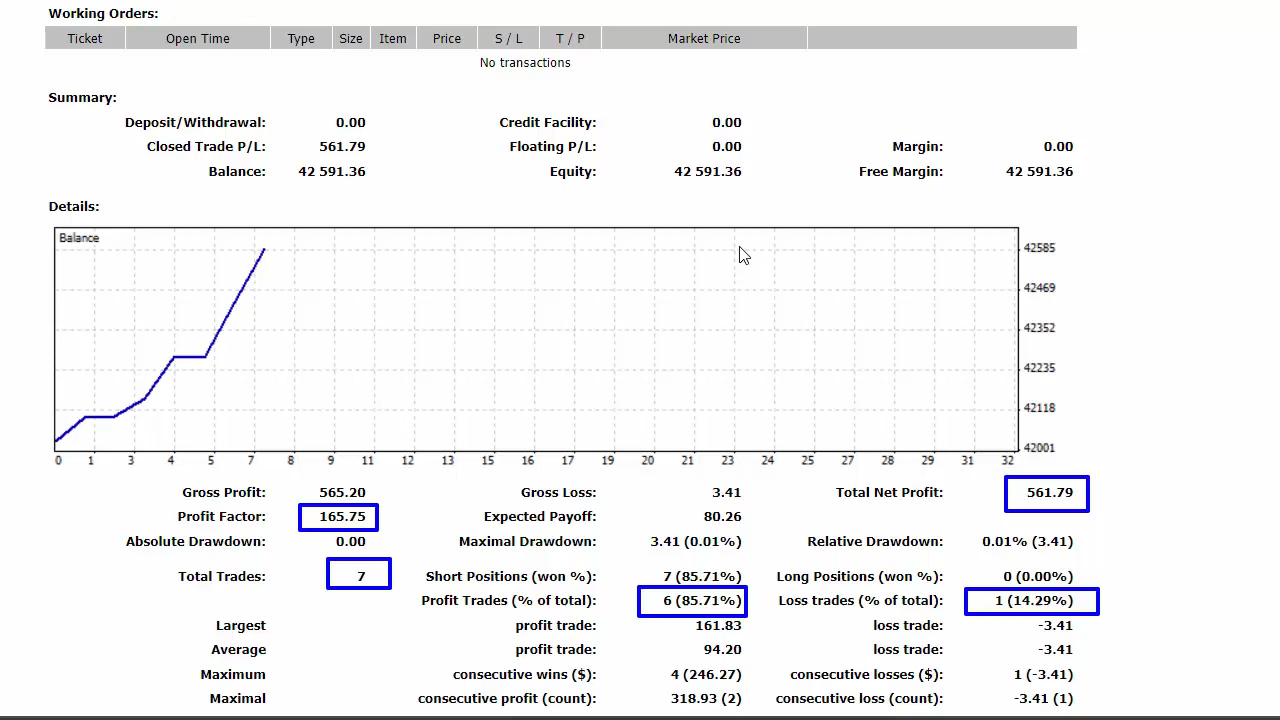 Working Orders:
Ticket Open Time Type Size Item Price S / L T / P Market Price
No transactions
Summary:
Deposit/Withdrawal: 0.00 Credit Facility: 0.00
Closed Trade P/L: 561.79 Floating P/L: 0.00 Margin: 0.00
Balance: 42 591.36 Equity: 42 591.36 Free Margin: 42 591.36
Details:
Balance
42585
42469
42352
42235
42118
42001
0 1 3 4 5 7 8 9 11 12 13 15 16 17 19 20 21 23 24 25 27 28 29 31 32
Gross Profit: 565.20 Gross Loss: 3.41 Total Net Profit: 561.79
Profit Factor: 165.75 Expected Payoff: 80.26
Absolute Drawdown: 0.00 Maximal Drawdown: 3.41 (0.01%) Relative Drawdown: 0.01% (3.41)
Total Trades: 7 Short Positions (won %): 7 (85.71%) Long Positions (won %): 0 (0.00%)
Profit Trades (% of total): 6 (85.71%) Loss trades (% of total): 1 (14.29%)
Largest profit trade: 161.83 loss trade: -3.41
Average profit trade: 94.20 loss trade: -3.41
Maximum consecutive wins ($): 4 (246.27) consecutive losses ($): 1 (-3.41)
Maximal consecutive profit (count): 318.93 (2) consecutive loss (count): -3.41 (1)